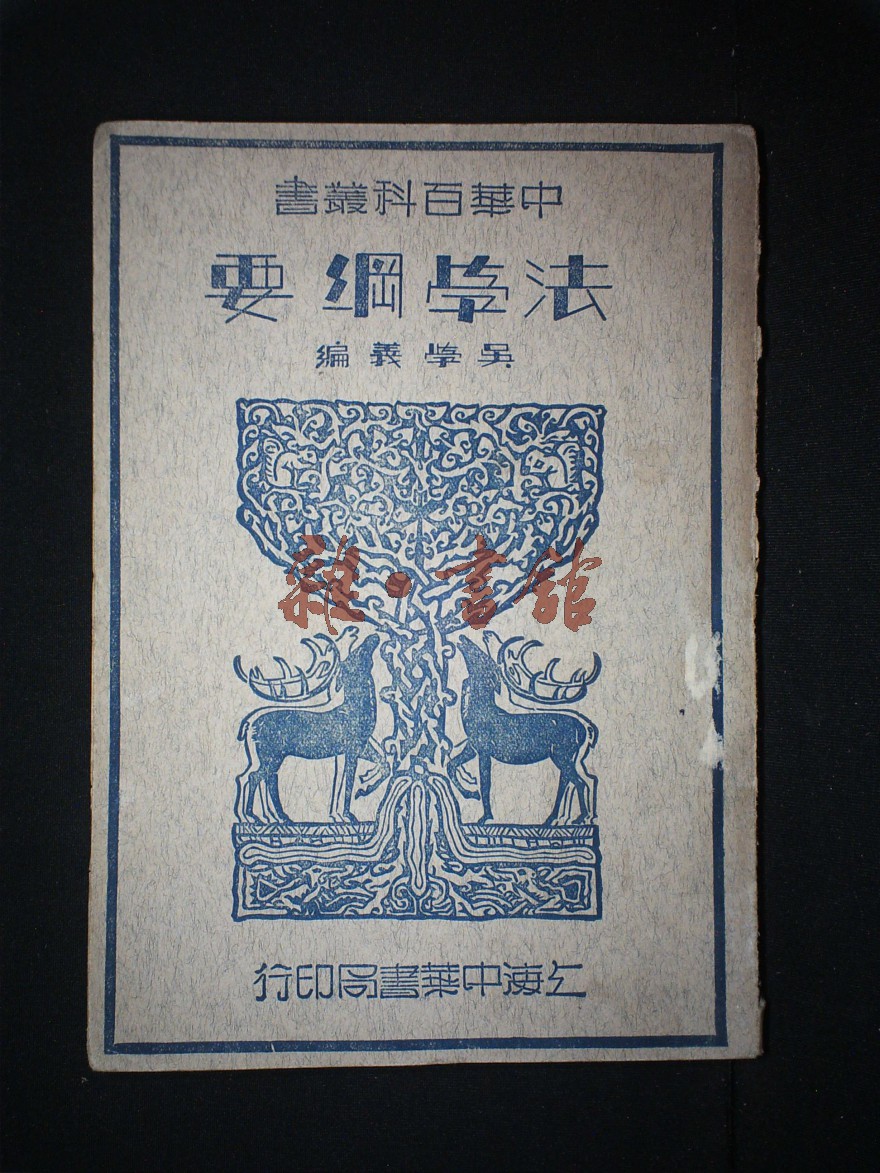 中華百科叢書
法學綱要
吳學義編
雜·書館
上海中華書局印行